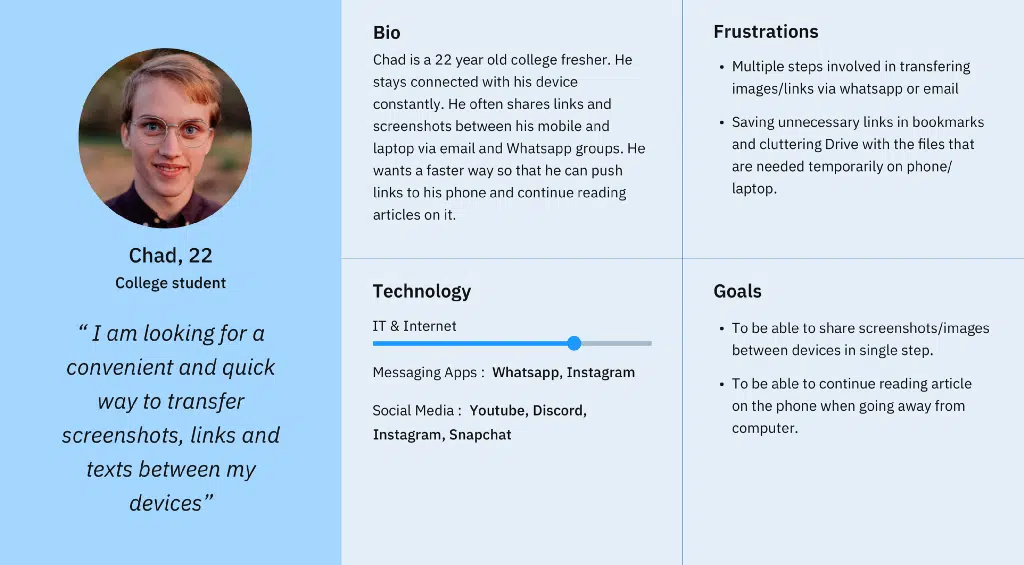 Chad, 22
College student
“ I am looking for a
convenient and quick
way to transfer
screenshots, links and
texts between my
devices”
Bio
Chad is a 22 year old college fresher. He
stays connected with his device
constantly. He often shares links and
screenshots between his mobile and
laptop via email and Whatsapp groups. He
wants a faster way so that he can push
links to his phone and continue reading
articles on it.
Frustrations
• Multiple steps involved in transfering
images/links via whatsapp or email
• Saving unnecessary links in bookmarks
and cluttering Drive with the files that
are needed temporarily on phone/
laptop.
Technology
IT & Internet
Messaging Apps : Whatsapp, Instagram
Social Media : Youtube, Discord,
Instagram, Snapchat
Goals
• To be able to share screenshots/images
between devices in single step.
• To be able to continue reading article
on the phone when going away from
computer.